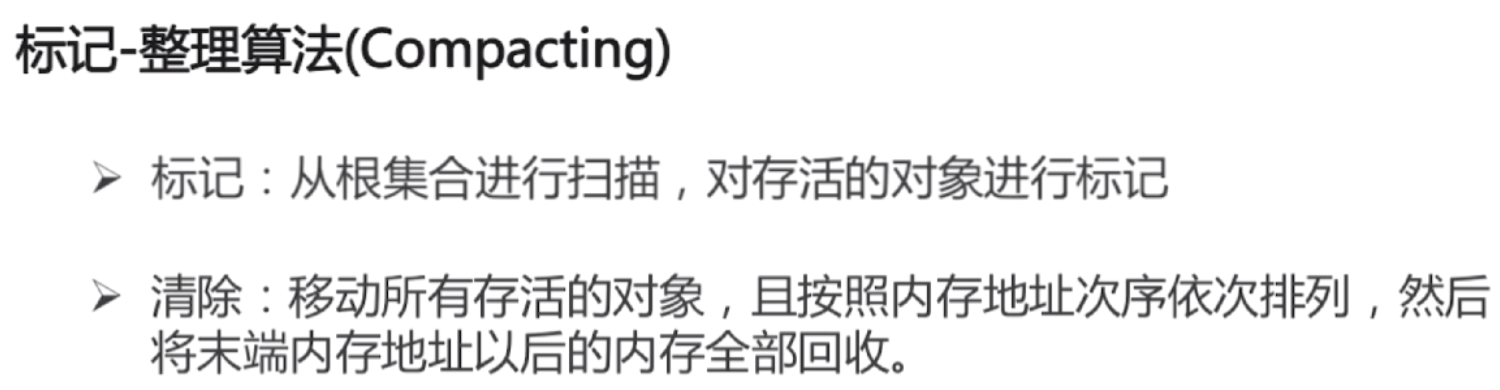 标记-整理算法(Compacting)
➢ 标记：从根集合进行扫描，对存活的对象进行标记
➢ 清除：移动所有存活的对象，且按照内存地址次序依次排列，然后
将末端内存地址以后的内存全部回收。